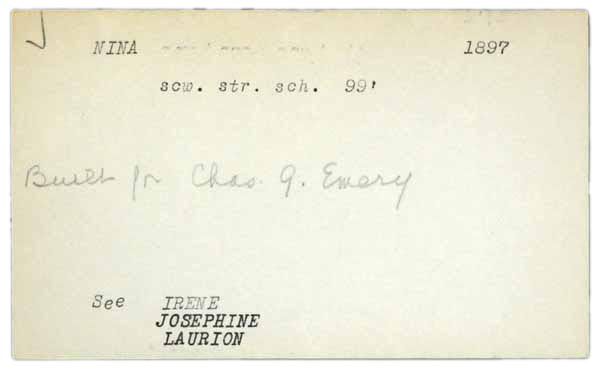 NINA 1897
scw. str. sch. 99'
Built for Chas. G. Emery
See IRENE
JOSEPHINE
LAURION